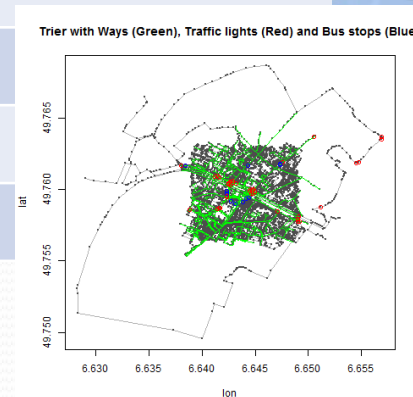 Trier with Ways (Green), Traffic lights (Red) and Bus stops (Blue
lat
49.765
49.760
49.755
49.750
6.630 6.635 6.640 6.645 6.650 6.655
lon